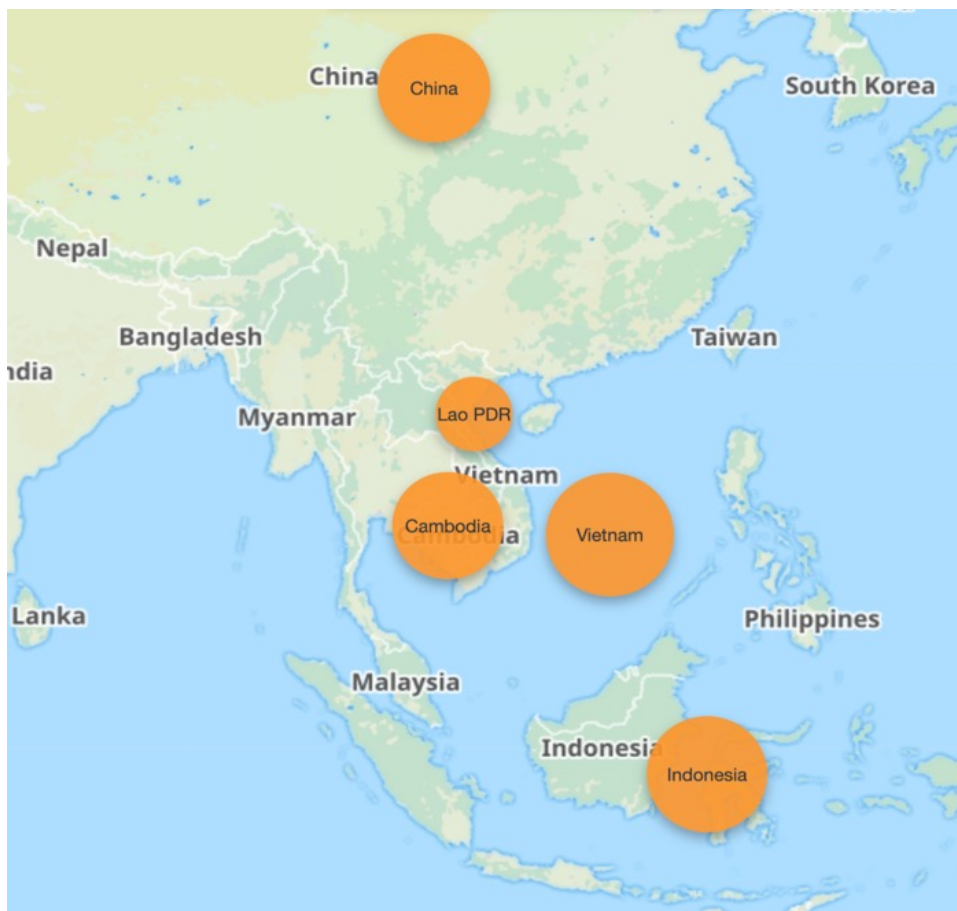 China
China
South Korea
Nepal
Bangladesh
Taiwan
ndia
Myanmar
Lao PDR
Vietnam
Cambodia
Cambodia
Vietnam
Lanka
Philippines
Malaysia
Indonesia
Indonesia